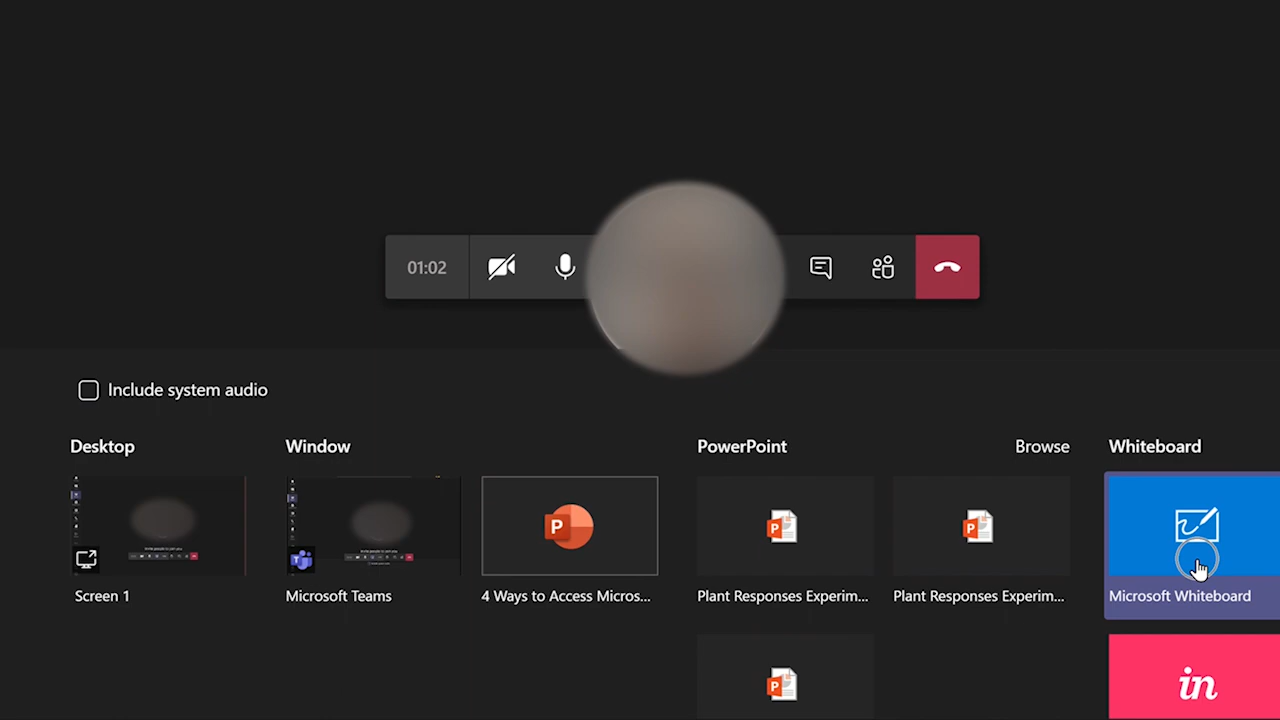 01:02
Include system audio
Desktop
Window
PowerPoint
Browse
Whiteboard
P
P
P
Screen 1
Microsoft Teams
4 Ways to Access Micros...
Plant Responses Experim...
Plant Responses Experim...
Microsoft Whiteboard
P
in